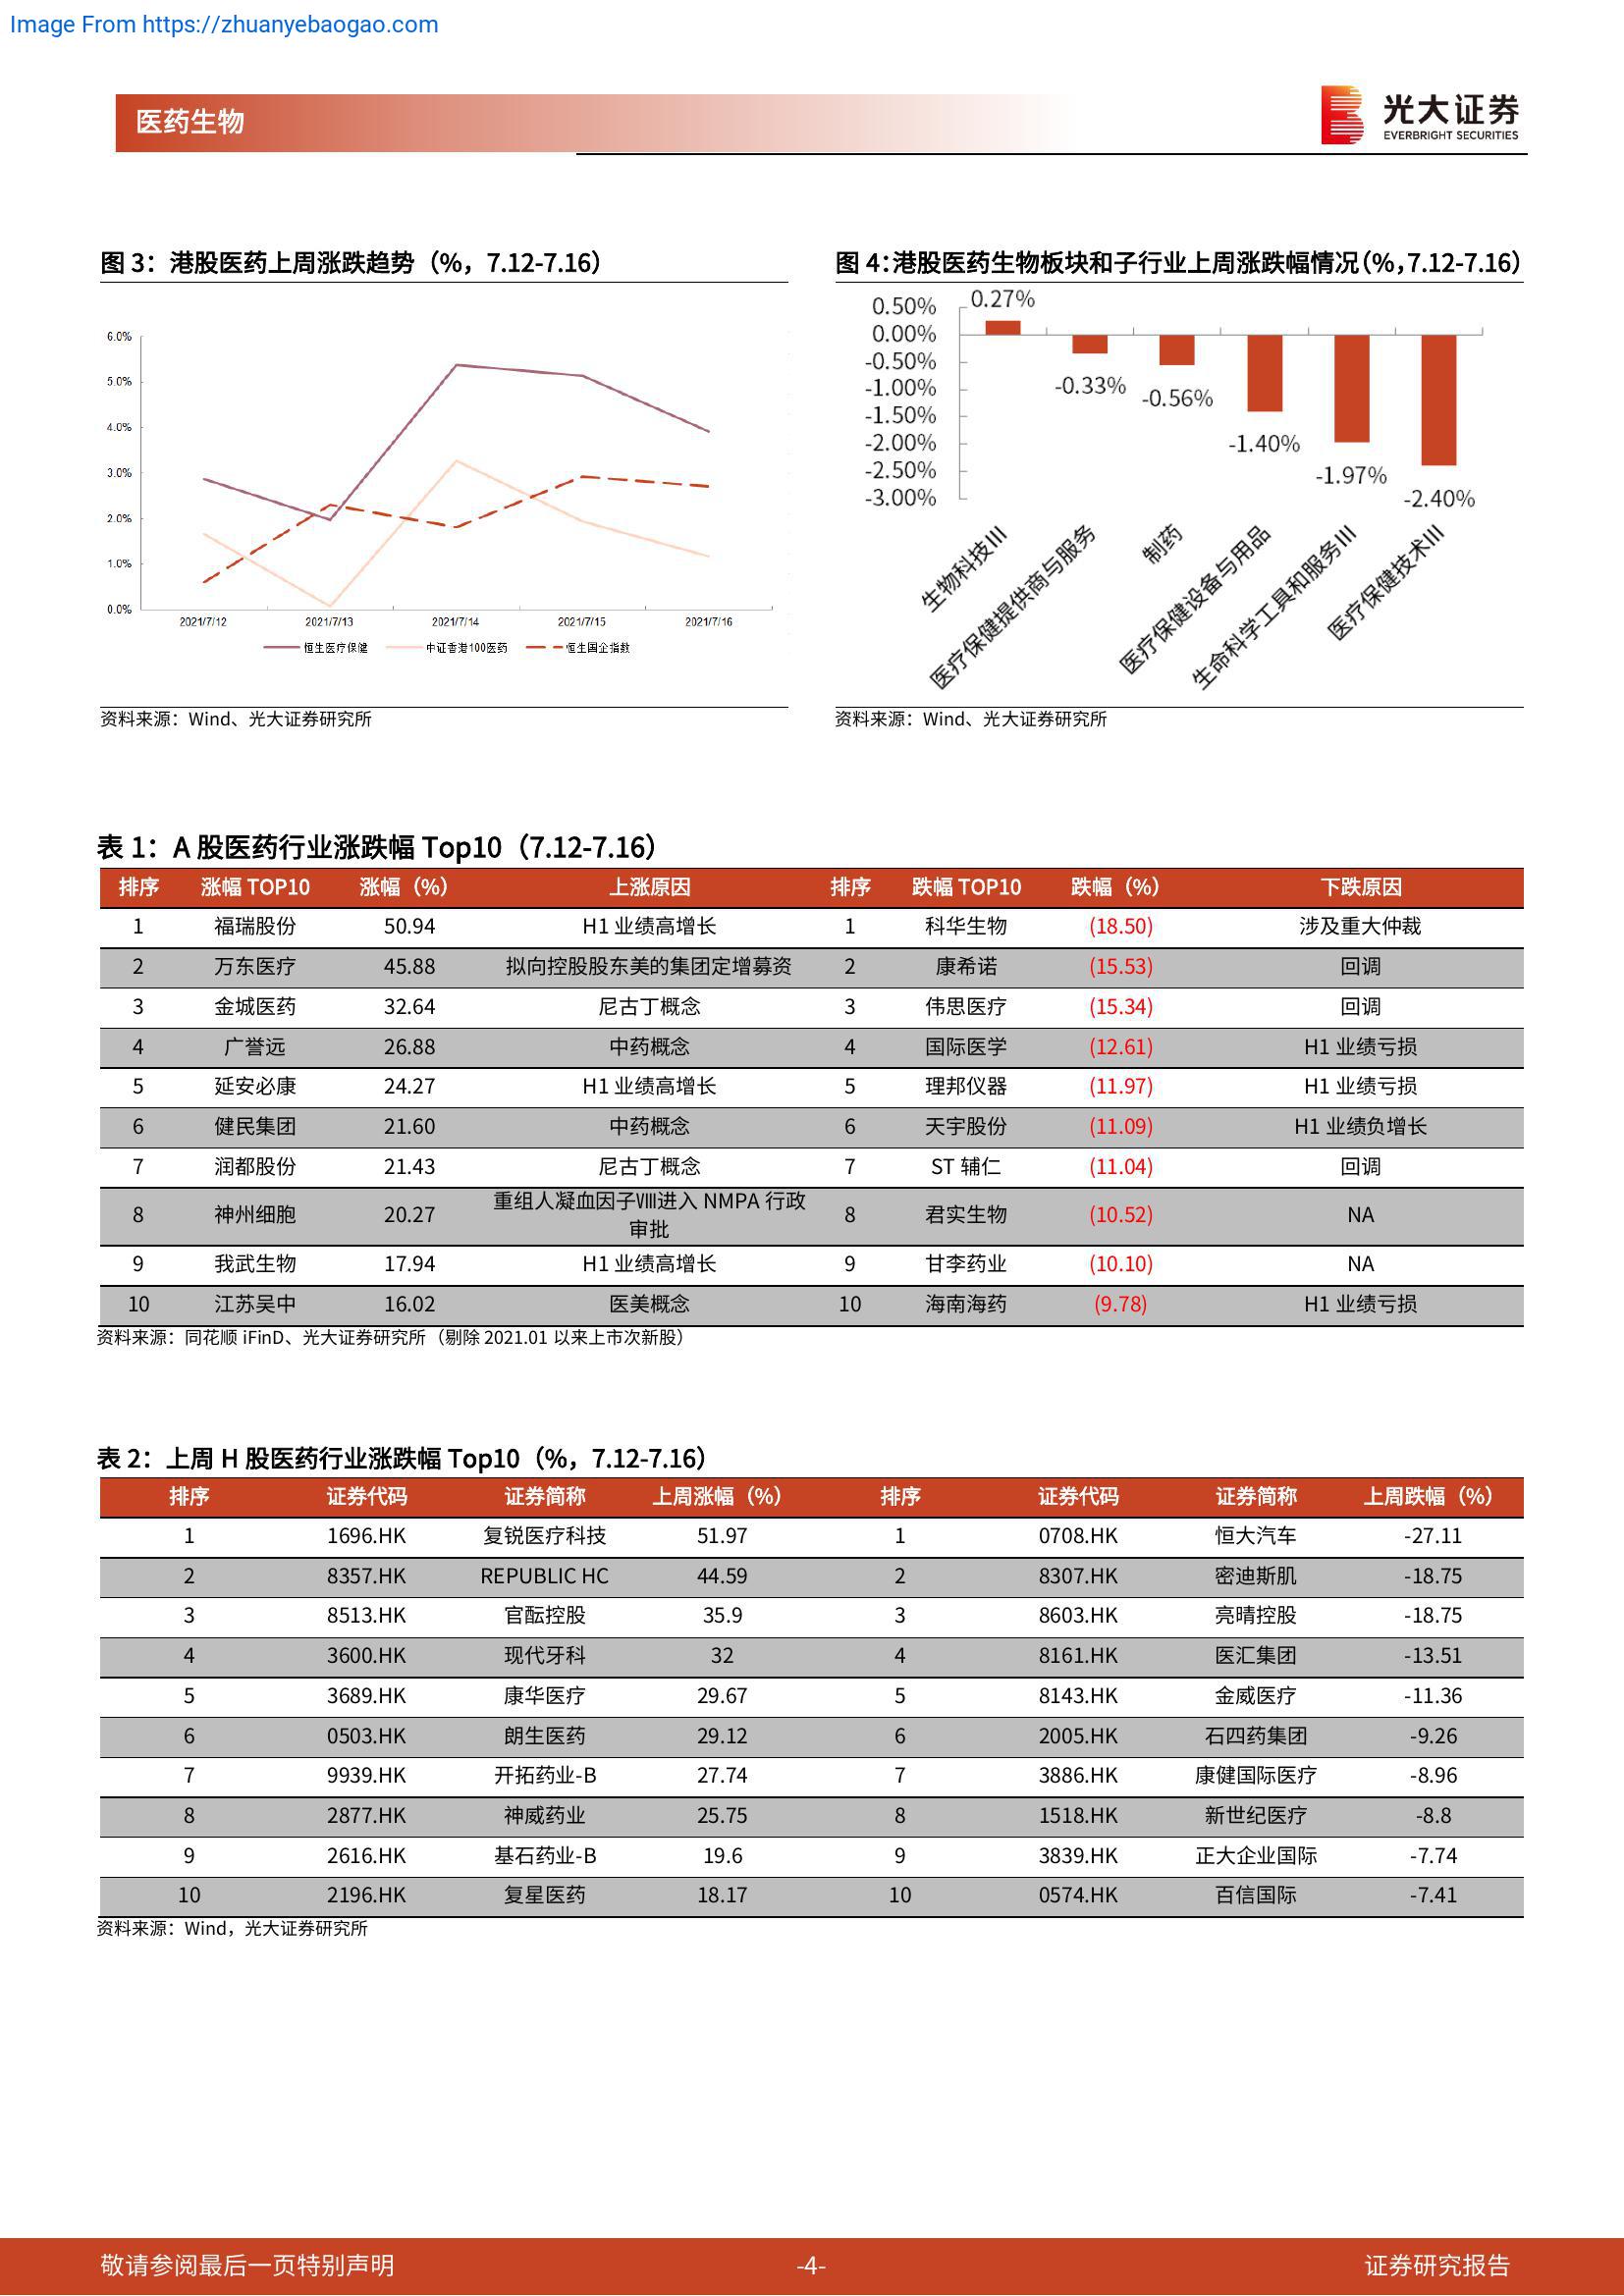 Image From https://zhuanyebaogao.com
医药生物
光大证券
EVERBRIGHT SECURITIES
图 3：港股医药上周涨跌趋势（%，7.12-7.16）
6.0%
5.0%
4.0%
3.0%
2.0%
1.0%
0.0%
2021/7/12 2021/7/13 2021/7/14 2021/7/15 2021/7/16
恒生医疗保健 中证香港100医药 恒生国企指数
资料来源：Wind、光大证券研究所
图 4：港股医药生物板块和子行业上周涨跌幅情况（%，7.12-7.16）
0.50%
0.00%
-0.50%
-1.00%
-1.50%
-2.00%
-2.50%
-3.00%
0.27%
-0.33%
-0.56%
-1.40%
-1.97%
-2.40%
生物科技III
医疗保健提供商与服务
制药
医疗保健设备与用品
生命科学工具和服务III
医疗保健技术III
资料来源：Wind、光大证券研究所
表 1：A 股医药行业涨跌幅 Top10（7.12-7.16）
排序 涨幅 TOP10 涨幅（%） 上涨原因 排序 跌幅 TOP10 跌幅（%） 下跌原因
1 福瑞股份 50.94 H1 业绩高增长 1 科华生物 (18.50) 涉及重大仲裁
2 万东医疗 45.88 拟向控股股东美的集团定增募资 2 康希诺 (15.53) 回调
3 金城医药 32.64 尼古丁概念 3 伟思医疗 (15.34) 回调
4 广誉远 26.88 中药概念 4 国际医学 (12.61) H1 业绩亏损
5 延安必康 24.27 H1 业绩高增长 5 理邦仪器 (11.97) H1 业绩亏损
6 健民集团 21.60 中药概念 6 天宇股份 (11.09) H1 业绩负增长
7 润都股份 21.43 尼古丁概念 7 ST 辅仁 (11.04) 回调
8 神州细胞 20.27 重组人凝血因子Ⅷ进入 NMPA 行政
审批 8 君实生物 (10.52) NA
9 我武生物 17.94 H1 业绩高增长 9 甘李药业 (10.10) NA
10 江苏吴中 16.02 医美概念 10 海南海药 (9.78) H1 业绩亏损
资料来源：同花顺 iFinD、光大证券研究所（剔除 2021.01 以来上市次新股）
表 2：上周 H 股医药行业涨跌幅 Top10（%，7.12-7.16）
排序 证券代码 证券简称 上周涨幅（%） 排序 证券代码 证券简称 上周跌幅（%）
1 1696.HK 复锐医疗科技 51.97 1 0708.HK 恒大汽车 -27.11
2 8357.HK REPUBLIC HC 44.59 2 8307.HK 密迪斯肌 -18.75
3 8513.HK 官酝控股 35.9 3 8603.HK 亮晴控股 -18.75
4 3600.HK 现代牙科 32 4 8161.HK 医汇集团 -13.51
5 3689.HK 康华医疗 29.67 5 8143.HK 金威医疗 -11.36
6 0503.HK 朗生医药 29.12 6 2005.HK 石四药集团 -9.26
7 9939.HK 开拓药业-B 27.74 7 3886.HK 康健国际医疗 -8.96
8 2877.HK 神威药业 25.75 8 1518.HK 新世纪医疗 -8.8
9 2616.HK 基石药业-B 19.6 9 3839.HK 正大企业国际 -7.74
10 2196.HK 复星医药 18.17 10 0574.HK 百信国际 -7.41
资料来源：Wind，光大证券研究所
敬请参阅最后一页特别声明 -4- 证券研究报告